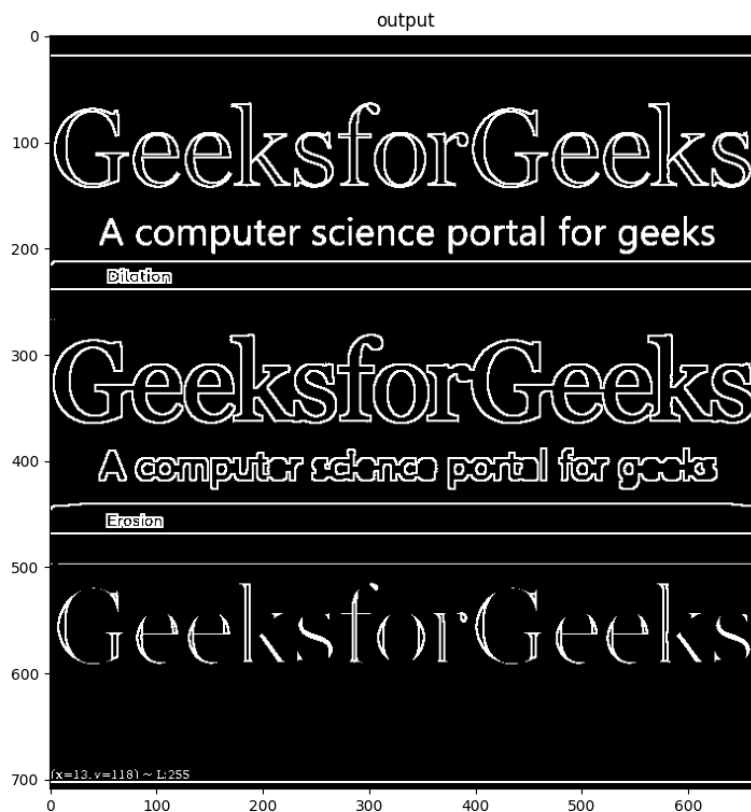 output
0
100
GeeksforGeeks
A computer science portal for geeks
200
Dilation
300
GeeksforGeeks
400
A computer science portal for geeks
Erosion
500
GeeksforGeeks
600
(x=13, y=118) ~ L:255
700
0 100 200 300 400 500 600